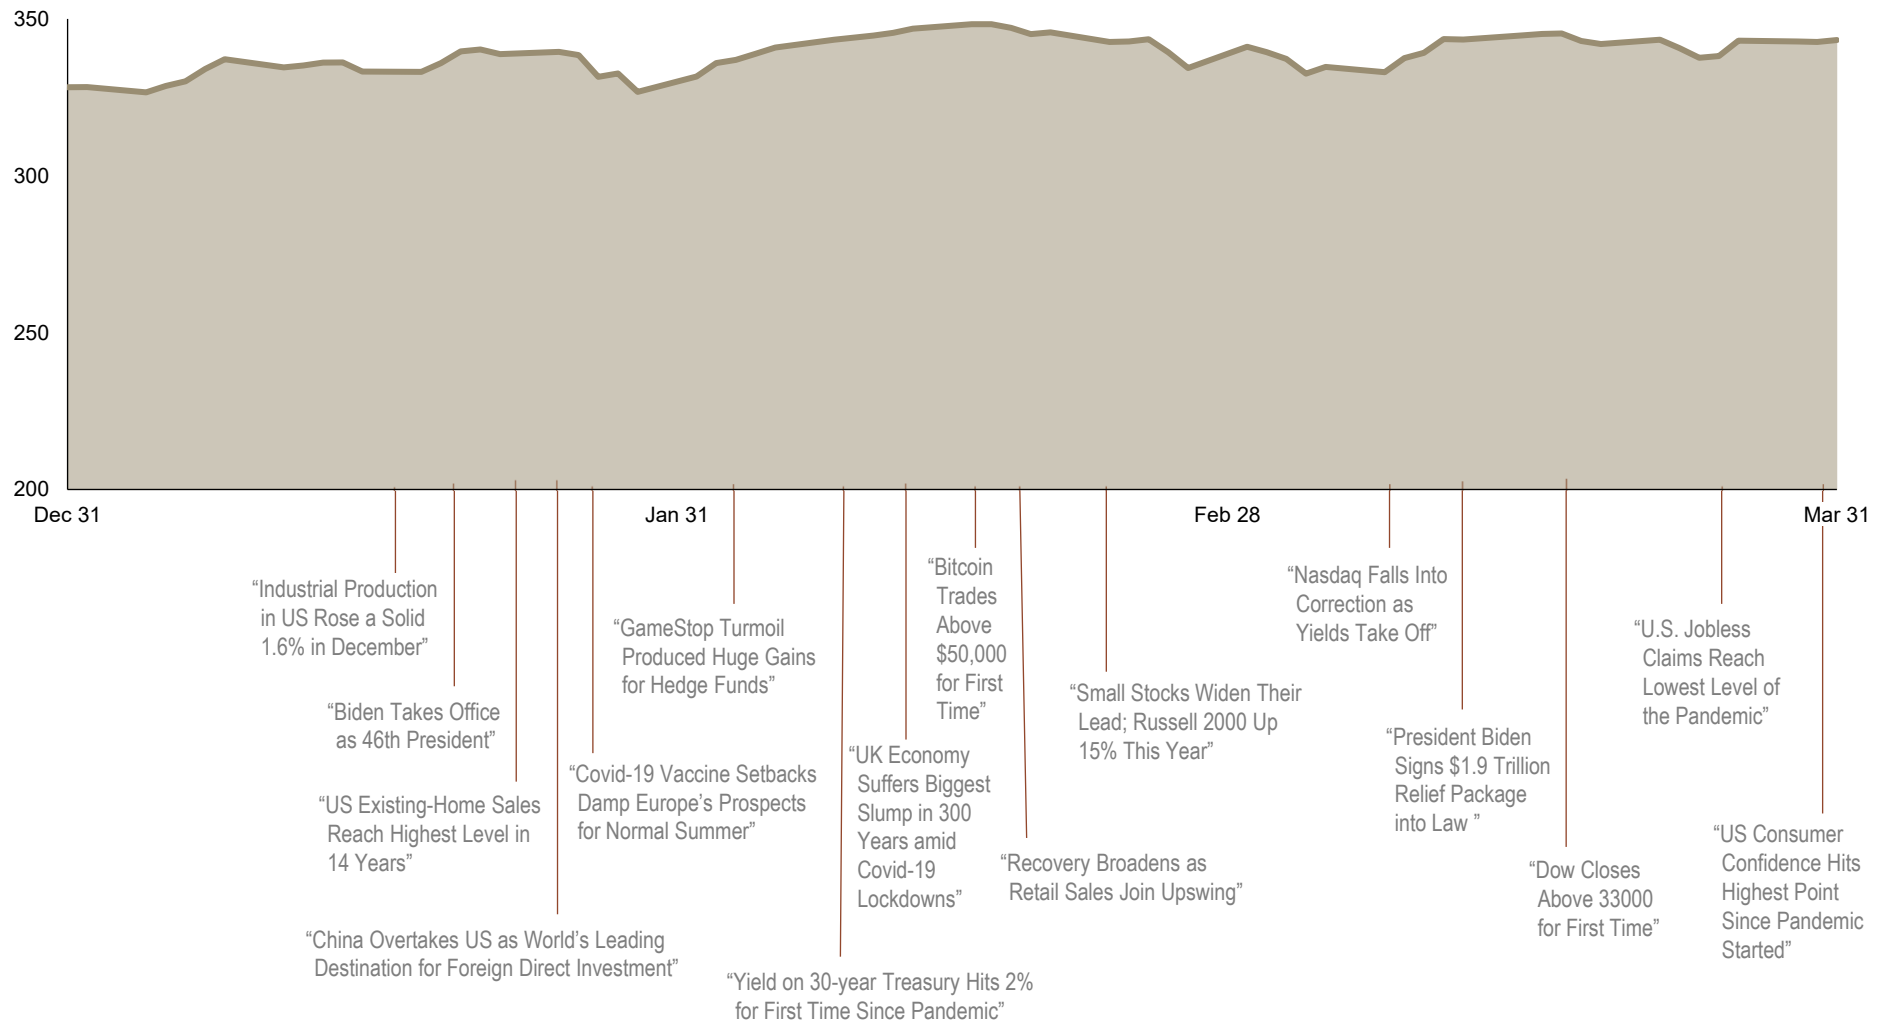 350
300
250
200
Dec 31
Jan 31
Feb 28
Mar 31
“Industrial Production
in US Rose a Solid
1.6% in December”
“Biden Takes Office
as 46th President”
“US Existing-Home Sales
Reach Highest Level in
14 Years”
“China Overtakes US as World’s Leading
Destination for Foreign Direct Investment”
“Covid-19 Vaccine Setbacks
Damp Europe’s Prospects
for Normal Summer”
“GameStop Turmoil
Produced Huge Gains
for Hedge Funds”
“Yield on 30-year Treasury Hits 2%
for First Time Since Pandemic”
“UK Economy
Suffers Biggest
Slump in 300
Years amid
Covid-19
Lockdowns”
“Bitcoin
Trades
Above
$50,000
for First
Time”
“Recovery Broadens as
Retail Sales Join Upswing”
“Small Stocks Widen Their
Lead; Russell 2000 Up
15% This Year”
“Nasdaq Falls Into
Correction as
Yields Take Off”
“President Biden
Signs $1.9 Trillion
Relief Package
into Law ”
“Dow Closes
Above 33000
for First Time”
“U.S. Jobless
Claims Reach
Lowest Level of
the Pandemic”
“US Consumer
Confidence Hits
Highest Point
Since Pandemic
Started”